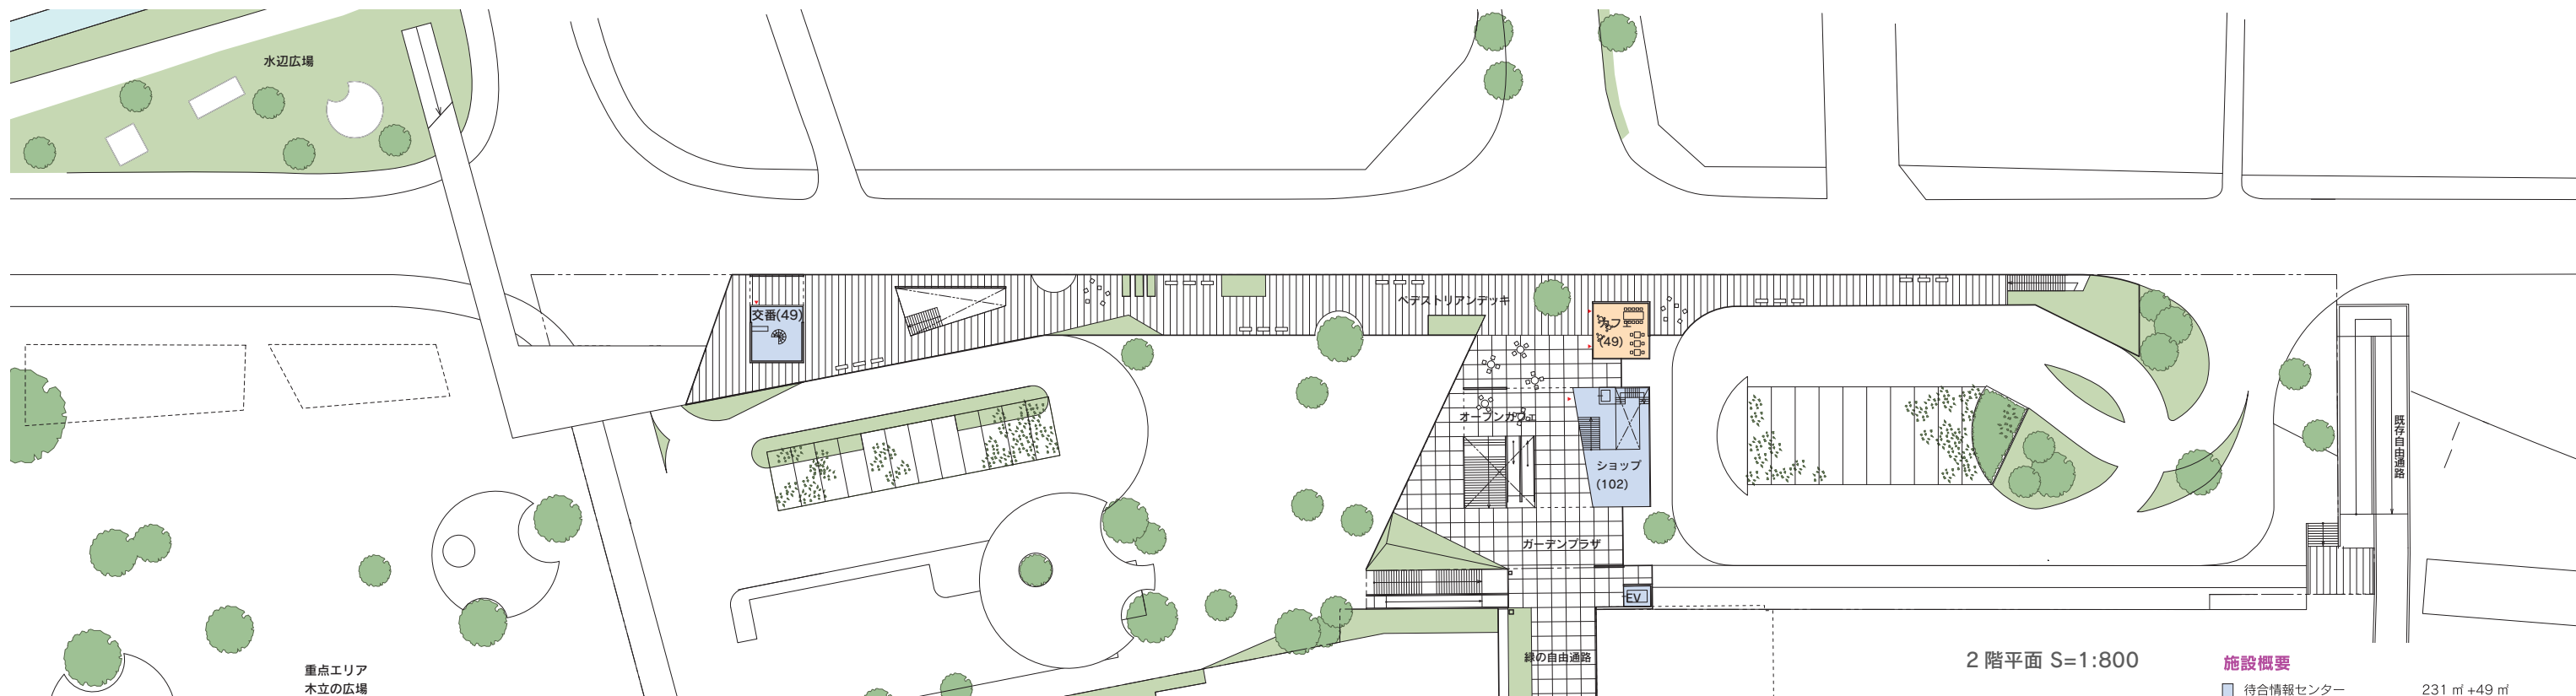 水辺広場
ペデストリアンデッキ
交番(49)
カフェ
(49)
オープンカフェ
ショップ
(102)
既存自由通路
ガーデンプラザ
EV
緑の自由通路
重点エリア
木立の広場
2階平面 S=1:800
施設概要
待合情報センター 231 ㎡ +49 ㎡